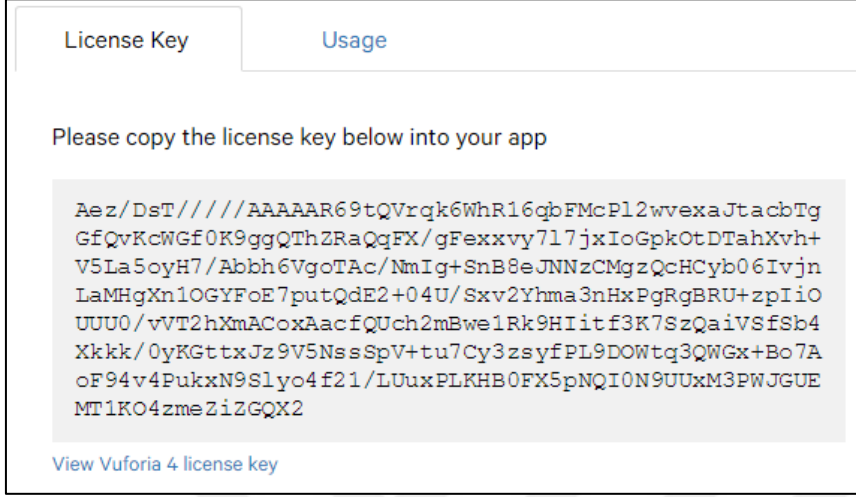 License Key
Usage
Please copy the license key below into your app
Aez/DsT/////AAAAAR69tQVrqk6WhR16qbFMcPl2wvexaJtacbTg
GfQvKcWGf0K9ggQThZRaQqFX/gFexxvy7l7jxIoGpkOtDTahXvh+
V5La5oyH7/Abbh6VgoTAc/NmIg+SnB8eJNNzCMgzQcHCyb06Ivjn
LaMHgXn1OGYFoE7putQdE2+04U/Sxv2Yhma3nHxPgRgBRU+zpIiO
UUU0/vVT2hXmACoxAacfQUch2mBwe1Rk9HIitf3K7SzQaiVSfSb4
Xkkk/0yKGttxJz9V5NssSpV+tu7Cy3zsyfPL9DOWtq3QWGx+Bo7A
oF94v4PukxN9Slyo4f21/LUuxPLKHB0FX5pNQI0N9UUxM3PWJGUE
MT1KO4zmeZiZGQX2
View Vuforia 4 license key